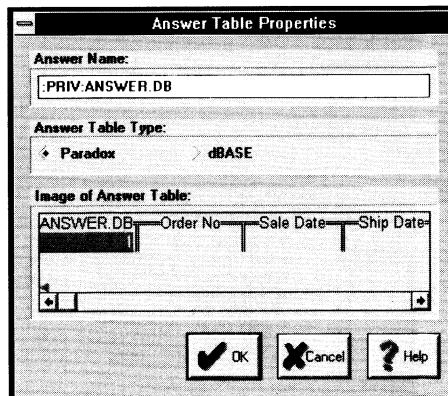 Answer Table Properties
Answer Name:
:PRIV:ANSWER.DB
Answer Table Type:
Paradox dBASE
Image of Answer Table:
ANSWER.DB Order No Sale Date Ship Date
OK Cancel Help